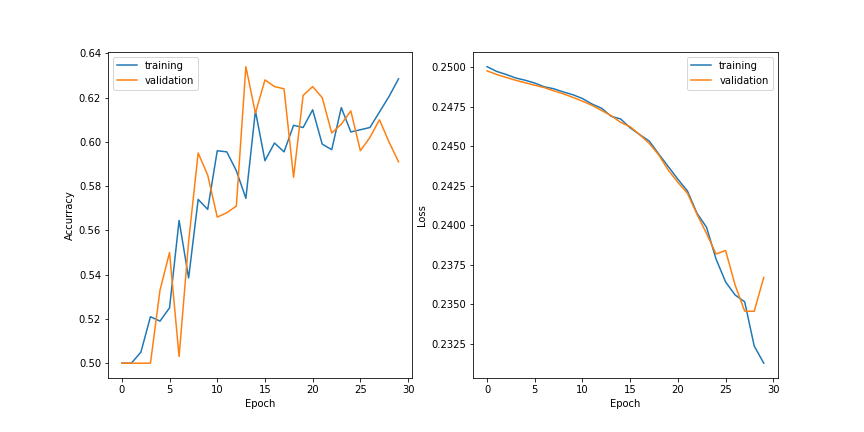 training
validation
Accurracy
0.64
0.62
0.60
0.58
0.56
0.54
0.52
0.50
0 5 10 15 20 25 30
Epoch
training
validation
Loss
0.2500
0.2475
0.2450
0.2425
0.2400
0.2375
0.2350
0.2325
0 5 10 15 20 25 30
Epoch